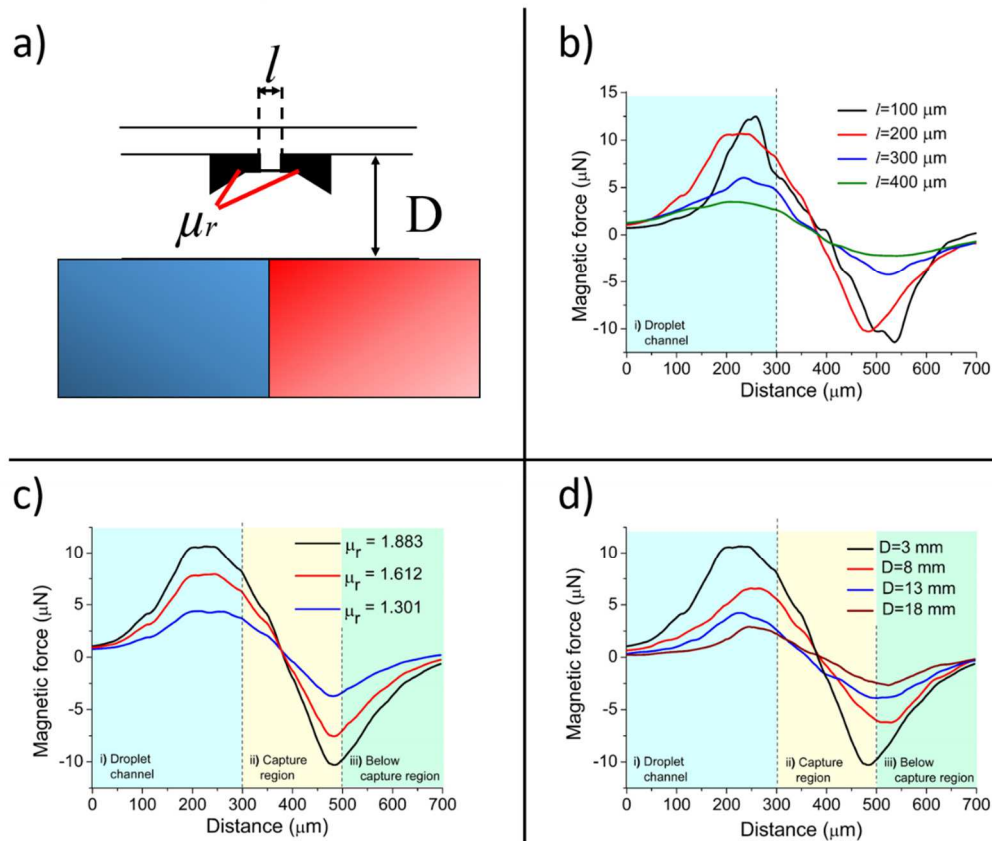 a)
l
μr
D
b)
Magnetic force (μN)
15
10
5
0
-5
-10
l=100 μm
l=200 μm
l=300 μm
l=400 μm
i) Droplet
channel
0 100 200 300 400 500 600 700
Distance (μm)
c)
Magnetic force (μN)
10
5
0
-5
-10
μr = 1.883
μr = 1.612
μr = 1.301
i) Droplet
channel
ii) Capture
region
iii) Below
capture region
0 100 200 300 400 500 600 700
Distance (μm)
d)
Magnetic force (μN)
10
5
0
-5
-10
D=3 mm
D=8 mm
D=13 mm
D=18 mm
i) Droplet
channel
ii) Capture
region
iii) Below
capture region
0 100 200 300 400 500 600 700
Distance (μm)